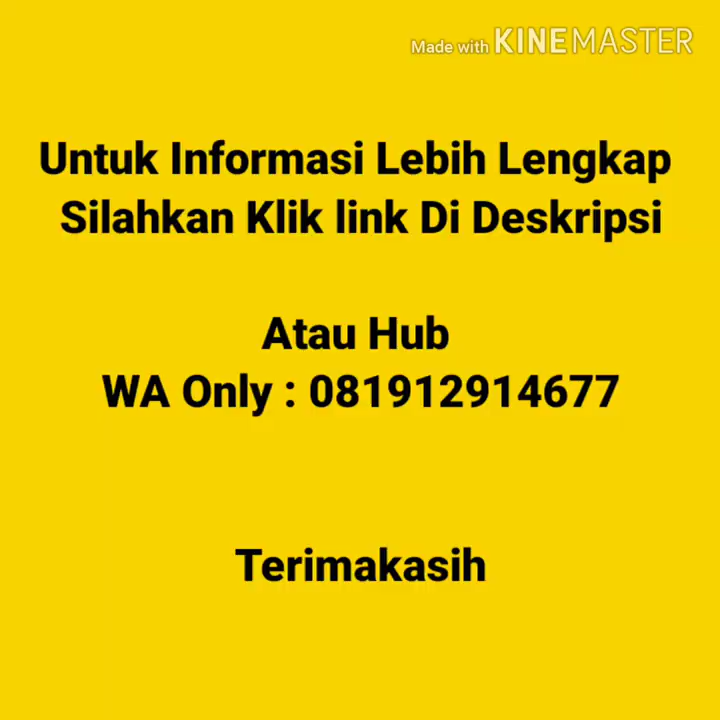 Made with KINEMASTER
Untuk Informasi Lebih Lengkap
Silahkan Klik link Di Deskripsi
Atau Hub
WA Only : 081912914677
Terimakasih